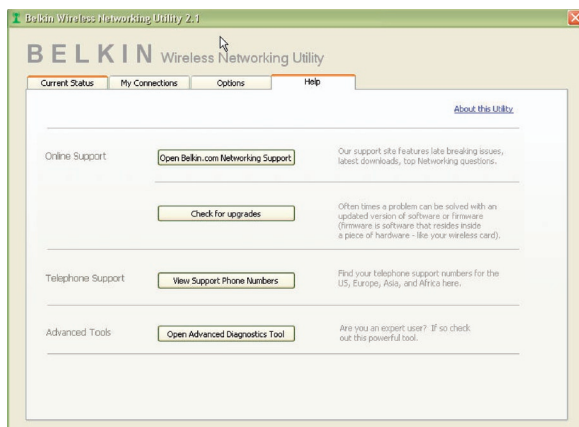 Belkin Wireless Networking Utility 2.1
BELKIN Wireless Networking Utility
Current Status
My Connections
Options
Help
About this Utility
Online Support
Open Belkin.com Networking Support
Our support site features late breaking issues,
latest downloads, top Networking questions.
Check for upgrades
Often times a problem can be solved with an
updated version of software or firmware
(firmware is software that resides inside
a piece of hardware - like your wireless card).
Telephone Support
View Support Phone Numbers
Find your telephone support numbers for the
US, Europe, Asia, and Africa here.
Advanced Tools
Open Advanced Diagnostics Tool
Are you an expert user? If so check
out this powerful tool.